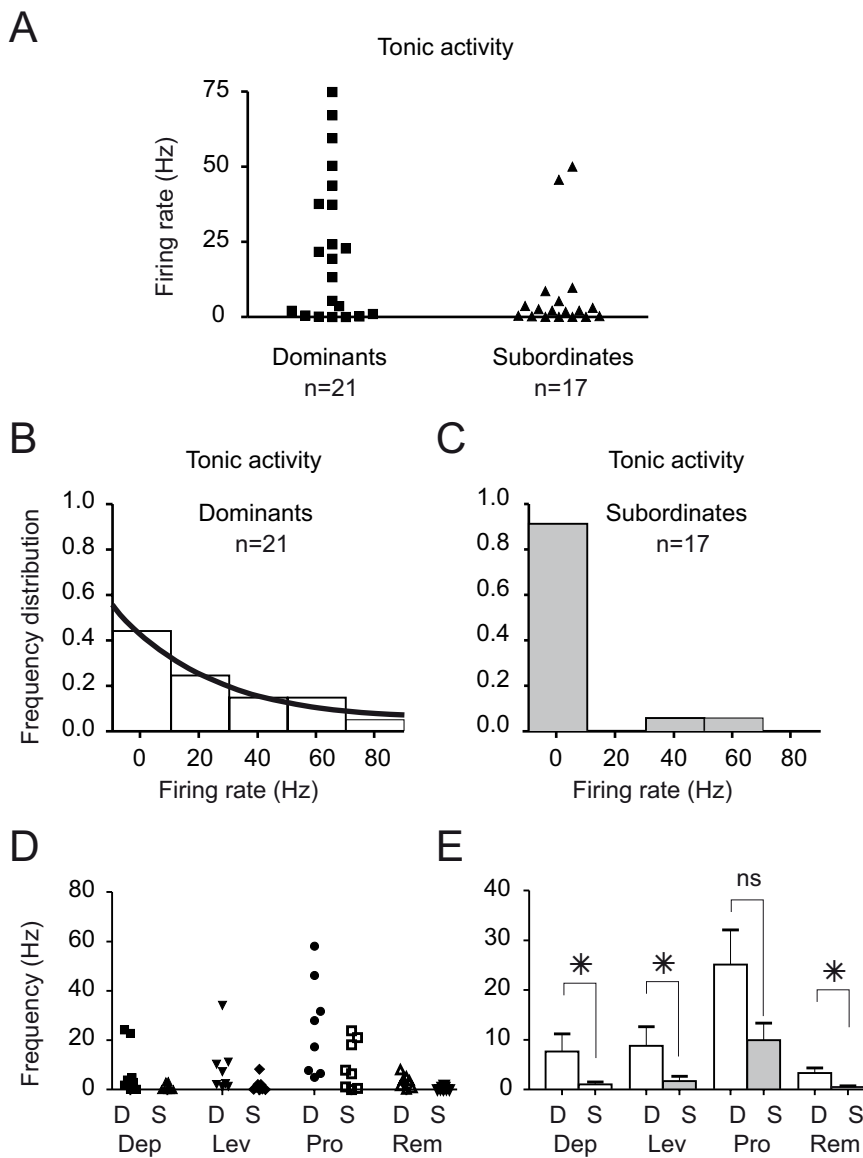 A
Tonic activity
75
50
25
0
Firing rate (Hz)
Dominants
n=21
Subordinates
n=17
B
Tonic activity
Dominants
n=21
1.0
0.8
0.6
0.4
0.2
0.0
Frequency distribution
0 20 40 60 80
Firing rate (Hz)
C
Tonic activity
Subordinates
n=17
1.0
0.8
0.6
0.4
0.2
0.0
0 20 40 60 80
Firing rate (Hz)
D
80
60
40
20
0
Frequency (Hz)
D S D S D S D S
Dep Lev Pro Rem
E
40
30
20
10
0
ns
D S D S D S D S
Dep Lev Pro Rem